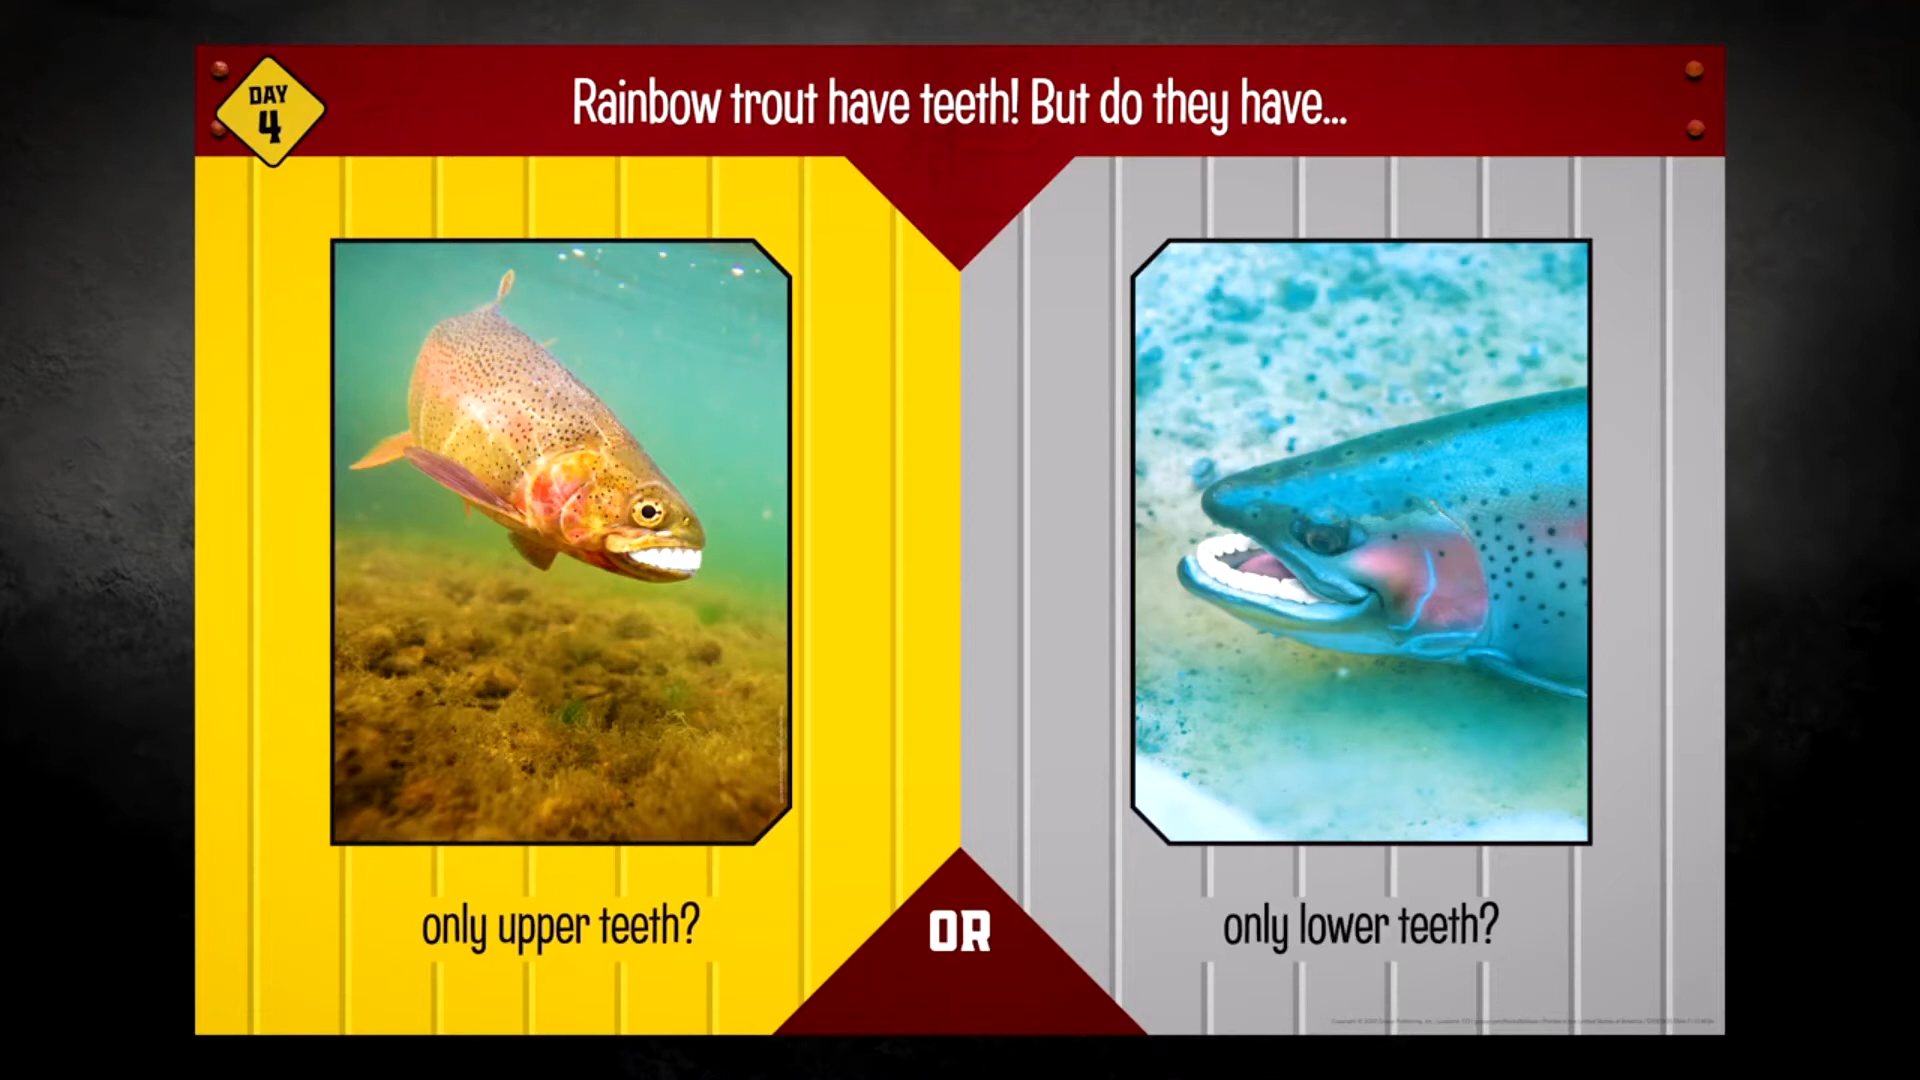 DAY
4
Rainbow trout have teeth! But do they have...
only upper teeth?
OR
only lower teeth?